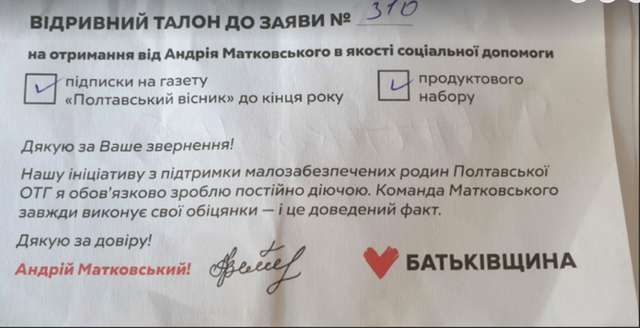 ВІДРИВНИЙ ТАЛОН ДО ЗАЯВИ № 310
на отримання від Андрія Матковського в якості соціальної допомоги
підписки на газету
«Полтавський вісник» до кінця року
продуктового
набору
Дякую за Ваше звернення!
Нашу ініціативу з підтримки малозабезпечених родин Полтавської
ОТГ я обов'язково зроблю постійно діючою. Команда Матковського
завжди виконує свої обіцянки — і це доведений факт.
Дякую за довіру!
Андрій Матковський!
БАТЬКІВЩИНА